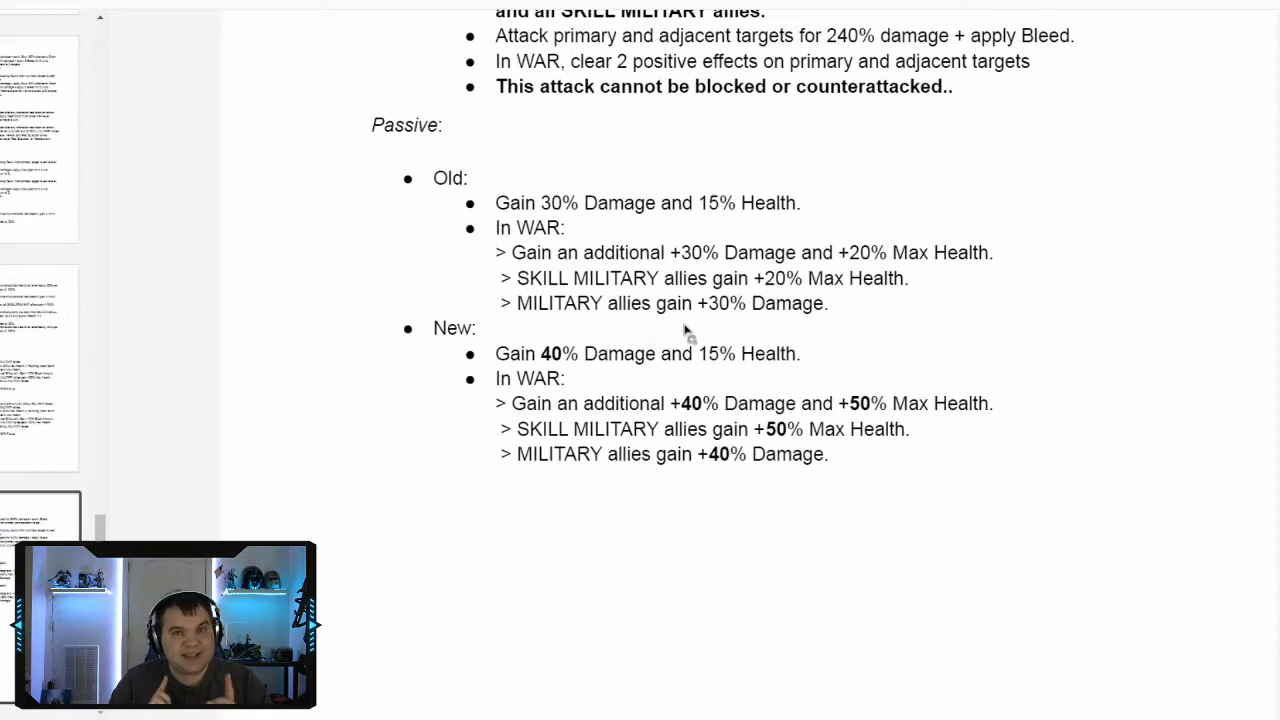 and all SKILL MILITARY allies.
● Attack primary and adjacent targets for 240% damage + apply Bleed.
● In WAR, clear 2 positive effects on primary and adjacent targets
● This attack cannot be blocked or counterattacked..
Passive:
● Old:
● Gain 30% Damage and 15% Health.
● In WAR:
> Gain an additional +30% Damage and +20% Max Health.
> SKILL MILITARY allies gain +20% Max Health.
> MILITARY allies gain +30% Damage.
● New:
● Gain 40% Damage and 15% Health.
● In WAR:
> Gain an additional +40% Damage and +50% Max Health.
> SKILL MILITARY allies gain +50% Max Health.
> MILITARY allies gain +40% Damage.